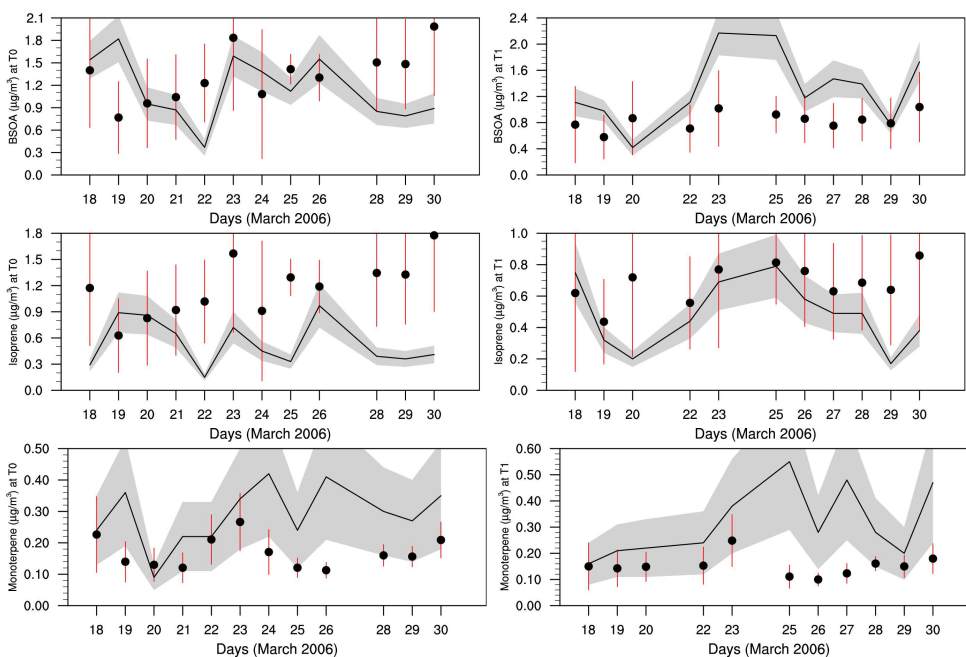 BSOA (µg/m³) at T0
2.1
1.8
1.5
1.2
0.9
0.6
0.3
0.0
18 19 20 21 22 23 24 25 26 28 29 30
Days (March 2006)
BSOA (µg/m³) at T1
2.4
2.0
1.6
1.2
0.8
0.4
0.0
18 19 20 22 23 25 26 27 28 29 30
Days (March 2006)
Isoprene (µg/m³) at T0
1.8
1.5
1.2
0.9
0.6
0.3
0.0
18 19 20 21 22 23 24 25 26 28 29 30
Days (March 2006)
Isoprene (µg/m³) at T1
1.0
0.8
0.6
0.4
0.2
0.0
18 19 20 22 23 25 26 27 28 29 30
Days (March 2006)
Monoterpene (µg/m³) at T0
0.50
0.40
0.30
0.20
0.10
0.00
18 19 20 21 22 23 24 25 26 28 29 30
Days (March 2006)
Monoterpene (µg/m³) at T1
0.60
0.50
0.40
0.30
0.20
0.10
0.00
18 19 20 22 23 25 26 27 28 29 30
Days (March 2006)